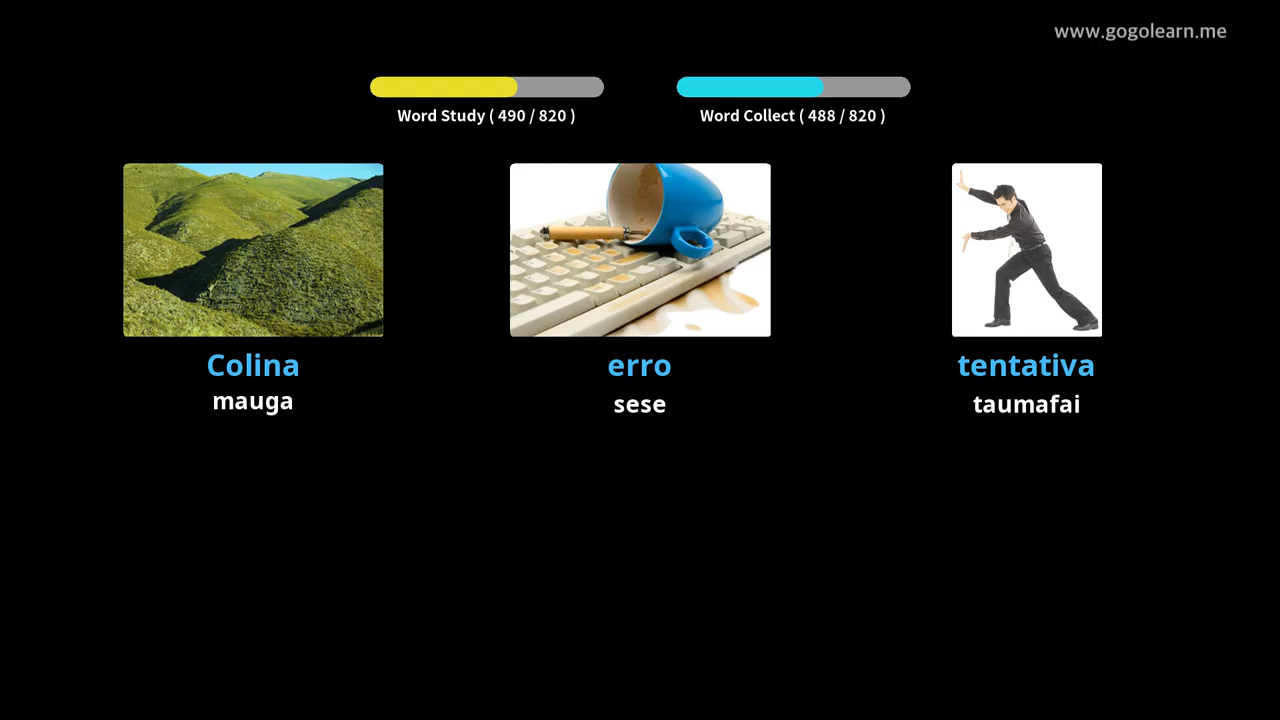 www.gogolearn.me
Word Study ( 490 / 820 )
Word Collect ( 488 / 820 )
Colina
mauga
erro
sese
tentativa
taumafai